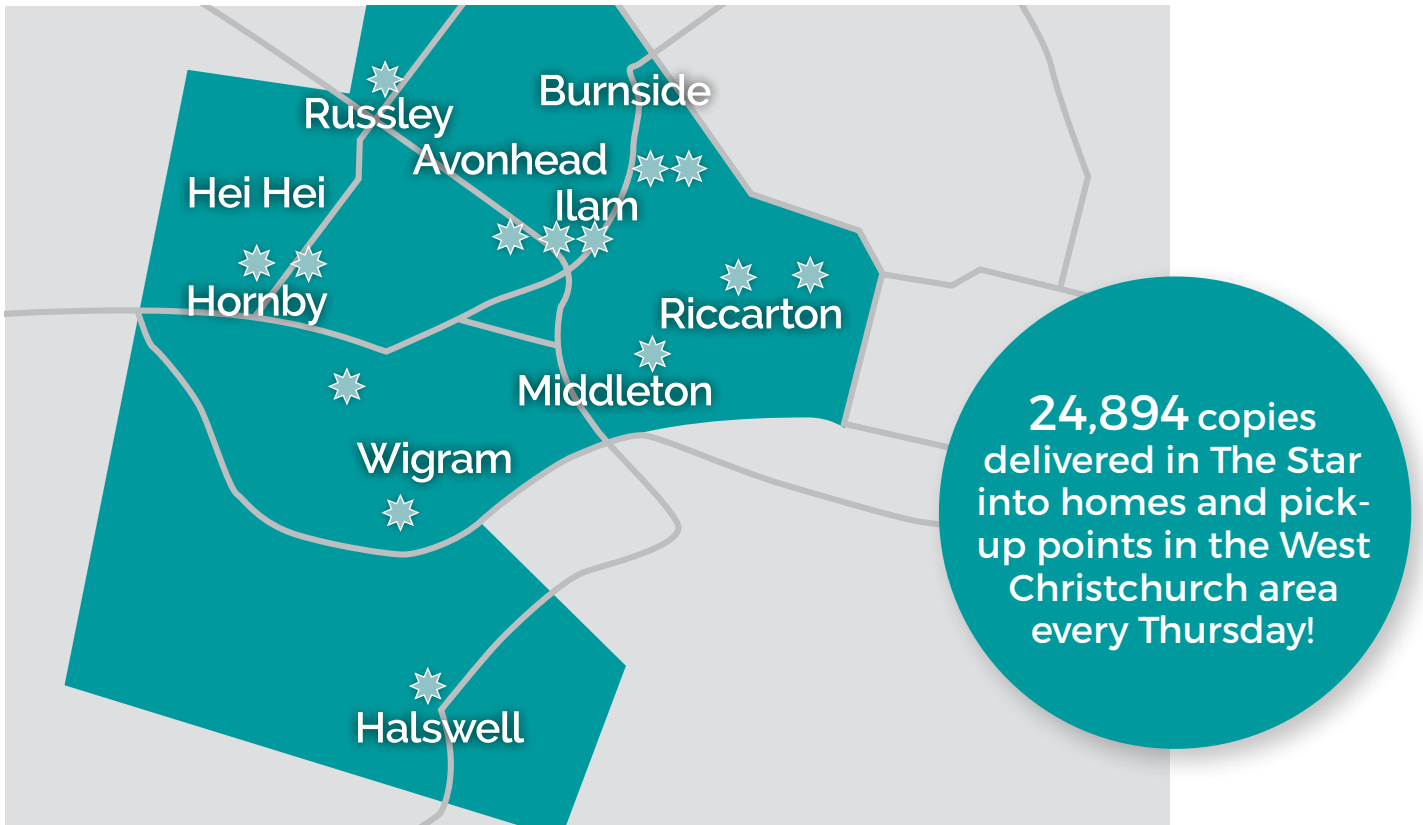 Burnside
Russley
Avonhead
Hei Hei
Ilam
Hornby
Riccarton
Middleton
Wigram
Halswell
24,894 copies
delivered in The Star
into homes and pick-
up points in the West
Christchurch area
every Thursday!